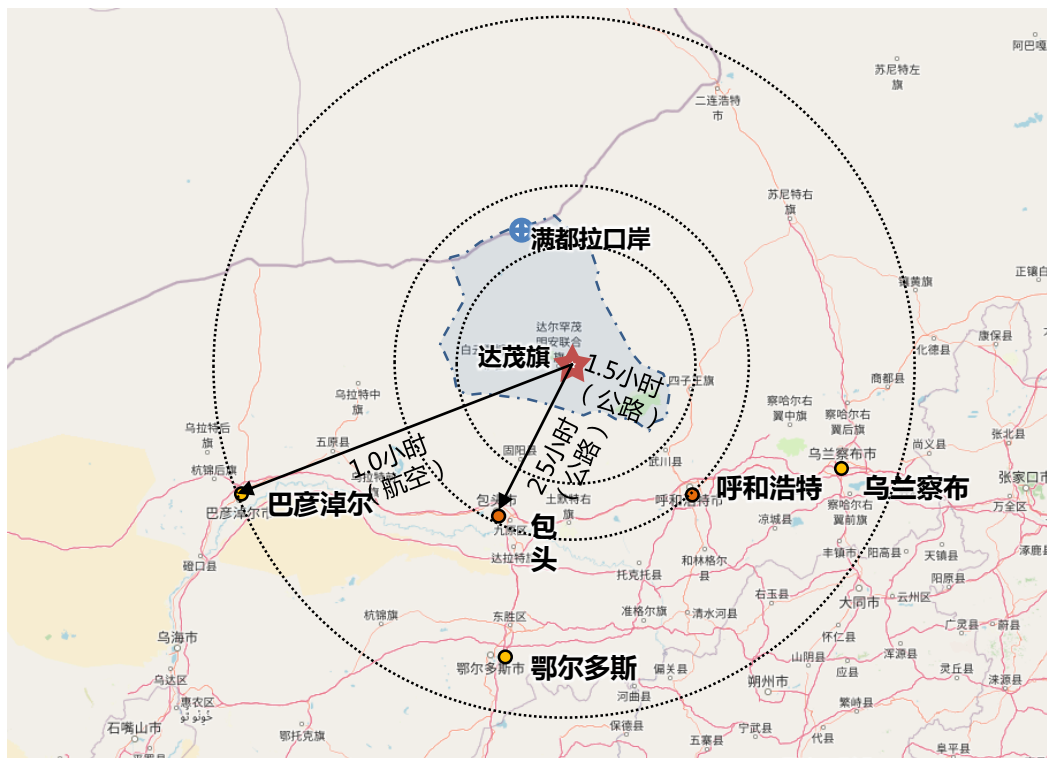 阿巴嘎
苏尼特左
旗
二连浩特
市
苏尼特右
旗
满都拉口岸
正镶白
镶黄旗
达尔罕茂
明安联合
旗
白云
达茂旗
1.5小时
（公路）
康保县
化德县
四子王旗
商都县
乌拉特中
旗
察哈尔右
翼中旗
察哈尔右
翼后旗
乌拉特后
旗
五原县
1.0小时
（航空）
2.5小时
（公路）
固阳县
武川县
张北县
尚义县
乌兰察布市
杭锦后旗
乌拉特前
张家口市
巴彦淖尔市
巴彦淖尔
包头市
包
头
土默特右
旗
呼和浩特市
呼和浩特
乌兰察布
万全区
察哈尔右
翼前旗
九原区
凉城县
达拉特旗
丰镇市
阳高县
天镇县
涿鹿县
磴口县
和林格尔
县
托克托县
阳原县
右玉县
大同市
云州区
杭锦旗
东胜区
准格尔旗
清水河县
广灵县
蔚县
乌海市
怀仁县
浑源县
山阴县
鄂尔多斯市
鄂尔多斯
偏关县
应县
灵丘县
涞源县
乌达区
朔州市
惠农区
河曲县
繁峙县
石嘴山市
鄂托克旗
保德县
宁武县
代县
五寨县
阜平县
平罗县